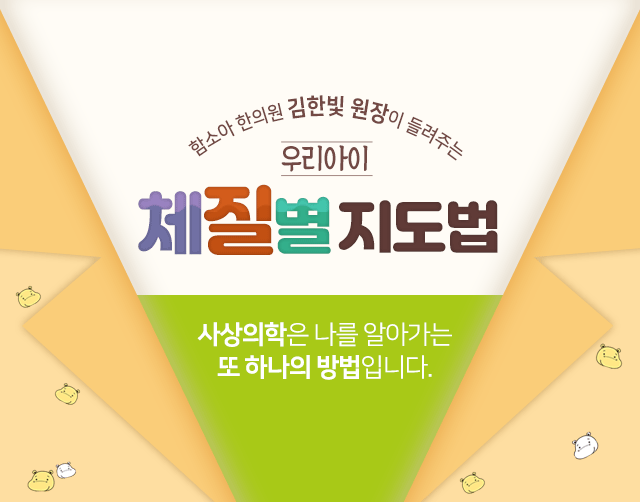 함소아 한의원 김한빛 원장이 들려주는
우리아이
체질별 지도법
사상의학은 나를 알아가는
또 하나의 방법입니다.